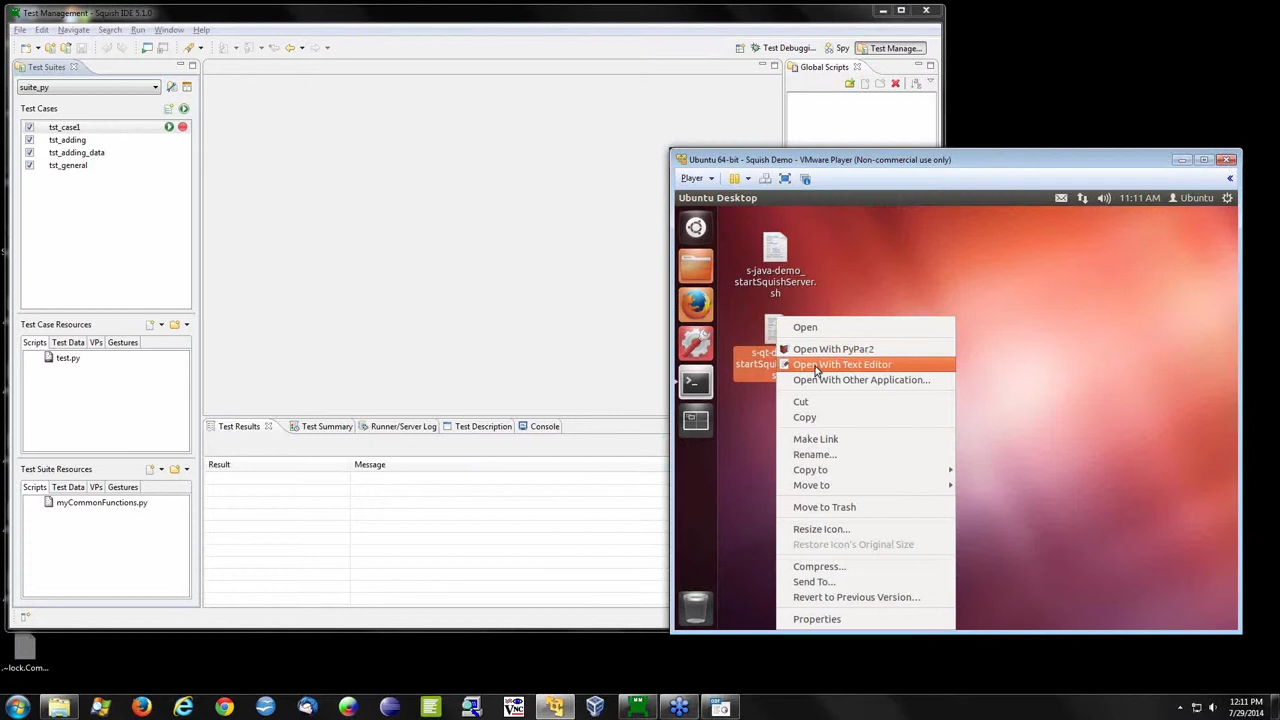 Test Management - Squish IDE 5.1.0
File Edit Navigate Search Run Window Help
Test Debuggi... Spy Test Manage...
Test Suites
suite_py
Test Cases
tst_case1
tst_adding
tst_adding_data
tst_general
Test Case Resources
Scripts Test Data VPs Gestures
test.py
Test Suite Resources
Scripts Test Data VPs Gestures
myCommonFunctions.py
Global Scripts
Test Results Test Summary Runner/Server Log Test Description Console
Result Message
Ubuntu 64-bit - Squish Demo - VMware Player (Non-commercial use only)
Player
Ubuntu Desktop 11:11 AM Ubuntu
s-java-demo_
startSquishServer.
sh
Open
Open With PyPar2
Open With Text Editor
Open With Other Application...
Cut
Copy
Make Link
Rename...
Copy to
Move to
Move to Trash
Resize Icon...
Restore Icon's Original Size
Compress...
Send To...
Revert to Previous Version...
Properties
.~lock.Com...
12:11 PM
7/29/2014